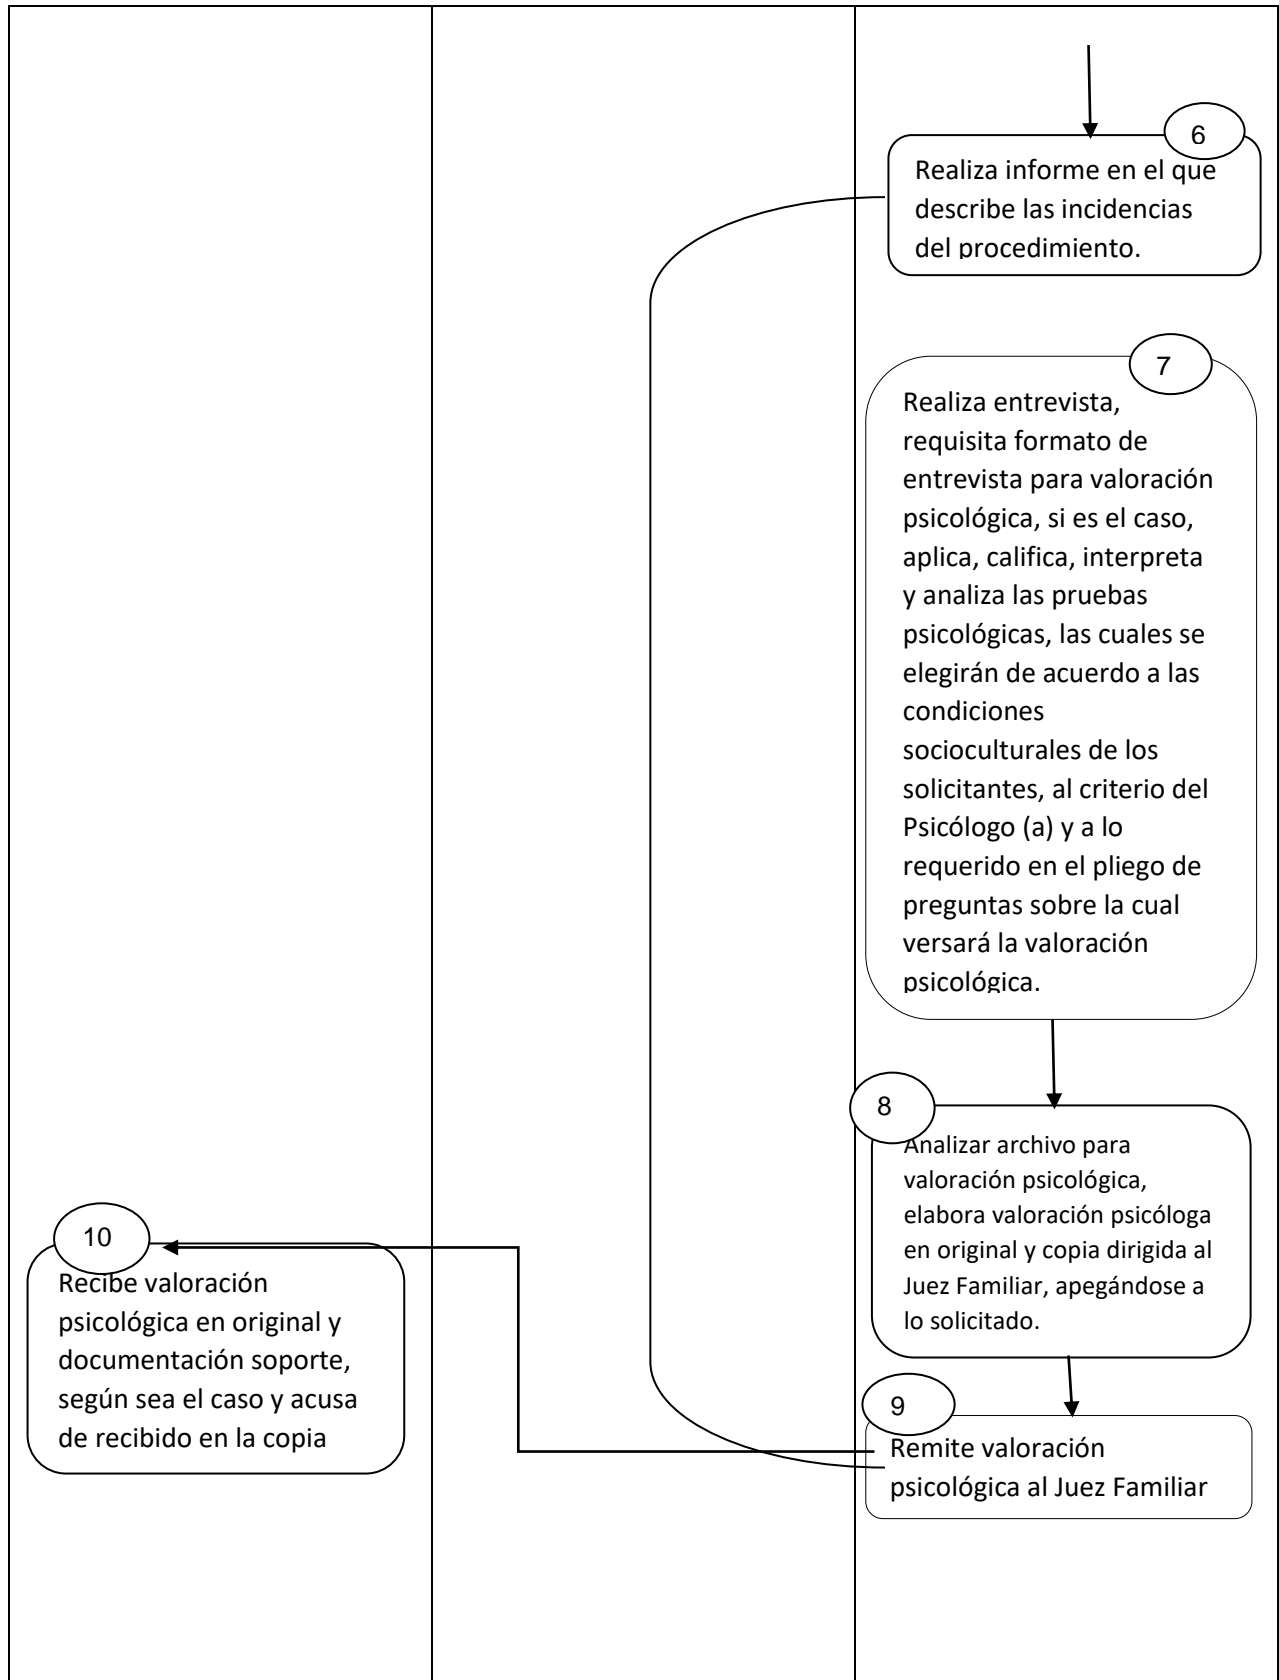 6
Realiza informe en el que
describe las incidencias
del procedimiento.
7
Realiza entrevista,
requisita formato de
entrevista para valoración
psicológica, si es el caso,
aplica, califica, interpreta
y analiza las pruebas
psicológicas, las cuales se
elegirán de acuerdo a las
condiciones
socioculturales de los
solicitantes, al criterio del
Psicólogo (a) y a lo
requerido en el pliego de
preguntas sobre la cual
versará la valoración
psicológica.
8
Analizar archivo para
valoración psicológica,
elabora valoración psicóloga
en original y copia dirigida al
Juez Familiar, apegándose a
lo solicitado.
9
Remite valoración
psicológica al Juez Familiar
10
Recibe valoración
psicológica en original y
documentación soporte,
según sea el caso y acusa
de recibido en la copia